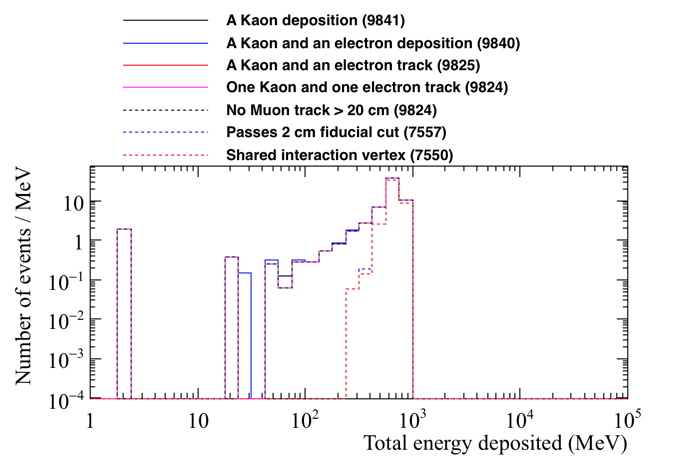 A Kaon deposition (9841)
A Kaon and an electron deposition (9840)
A Kaon and an electron track (9825)
One Kaon and one electron track (9824)
No Muon track > 20 cm (9824)
Passes 2 cm fiducial cut (7557)
Shared interaction vertex (7550)
Number of events / MeV
10
1
10⁻¹
10⁻²
10⁻³
10⁻⁴
1 10 10² 10³ 10⁴ 10⁵
Total energy deposited (MeV)